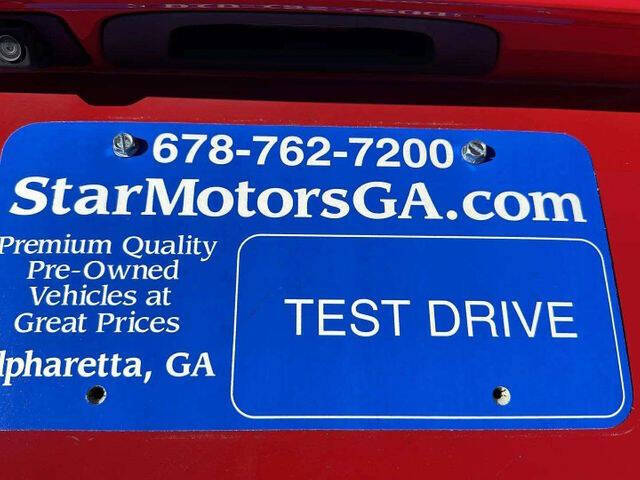 678-762-7200
StarMotorsGA.com
Premium Quality
Pre-Owned
Vehicles at
Great Prices
lpharetta, GA
TEST DRIVE